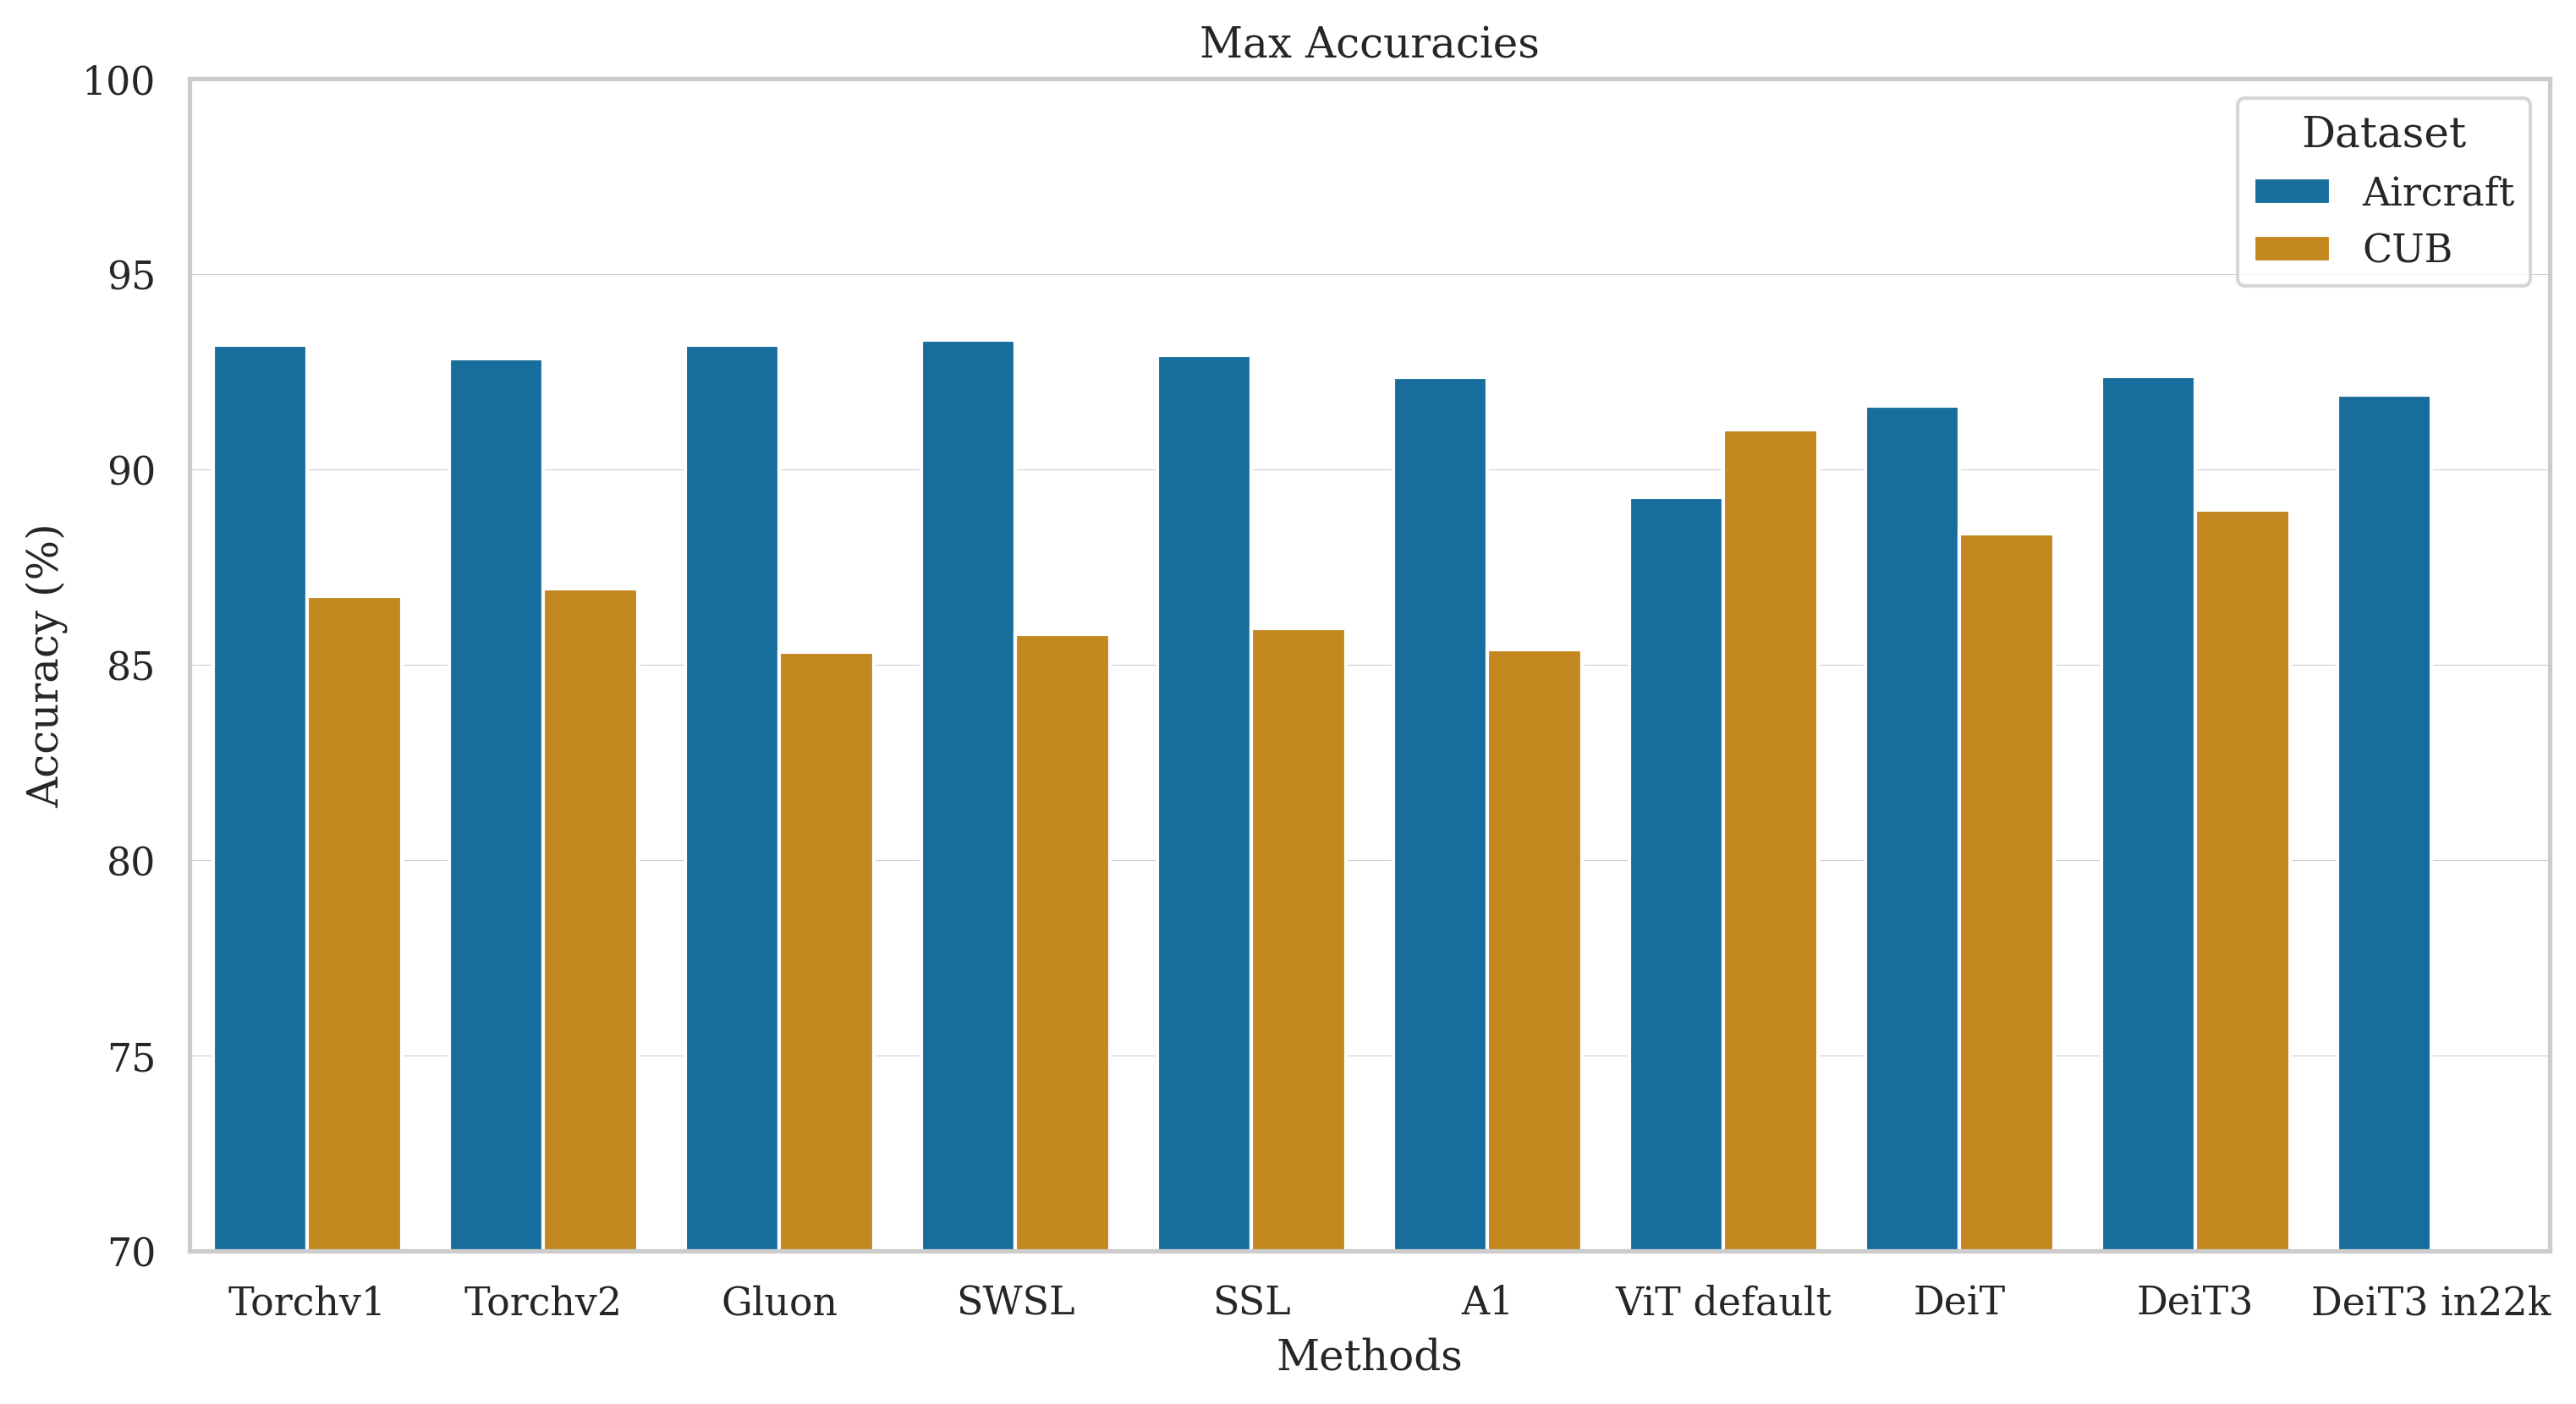 Max Accuracies
100
95
90
85
80
75
70
Accuracy (%)
Dataset
Aircraft
CUB
Torchv1 Torchv2 Gluon SWSL SSL A1 ViT default DeiT DeiT3 DeiT3 in22k
Methods